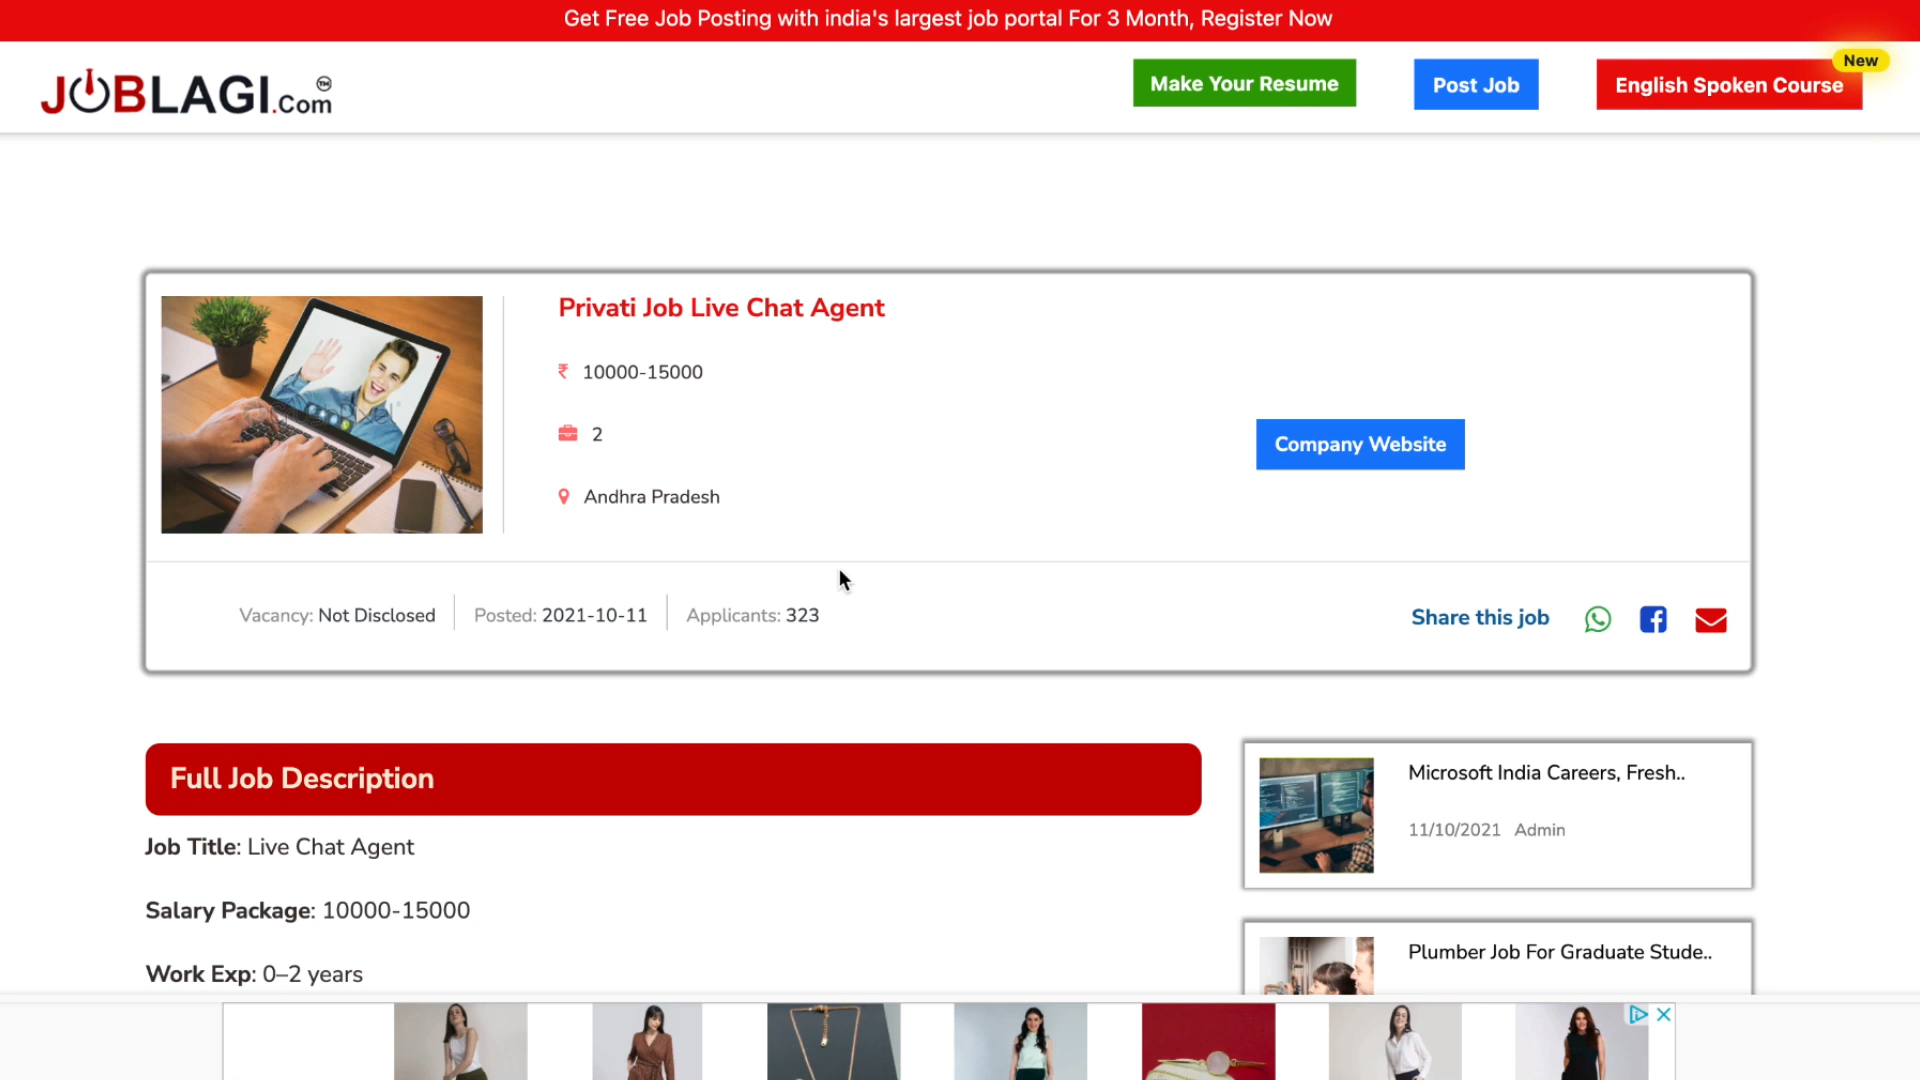 Get Free Job Posting with india's largest job portal For 3 Month, Register Now
JOBLAGI.Com™
Make Your Resume
Post Job
English Spoken Course
New
Privati Job Live Chat Agent
₹ 10000-15000
2
Andhra Pradesh
Company Website
Vacancy: Not Disclosed
Posted: 2021-10-11
Applicants: 323
Share this job
Full Job Description
Job Title: Live Chat Agent
Salary Package: 10000-15000
Work Exp: 0–2 years
Microsoft India Careers, Fresh..
11/10/2021 Admin
Plumber Job For Graduate Stude..